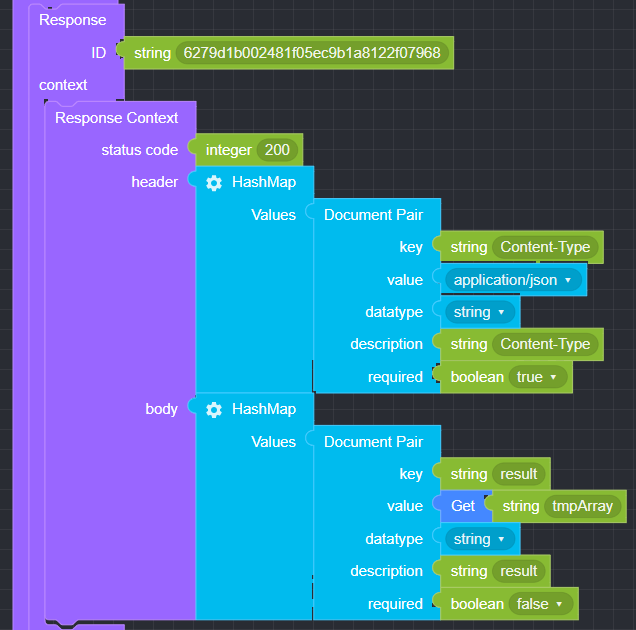 Response
ID string 6279d1b002481f05ec9b1a8122f07968
context
Response Context
status code integer 200
header HashMap
Values Document Pair
key string Content-Type
value application/json
datatype string
description string Content-Type
required boolean true
body HashMap
Values Document Pair
key string result
value Get string tmpArray
datatype string
description string result
required boolean false